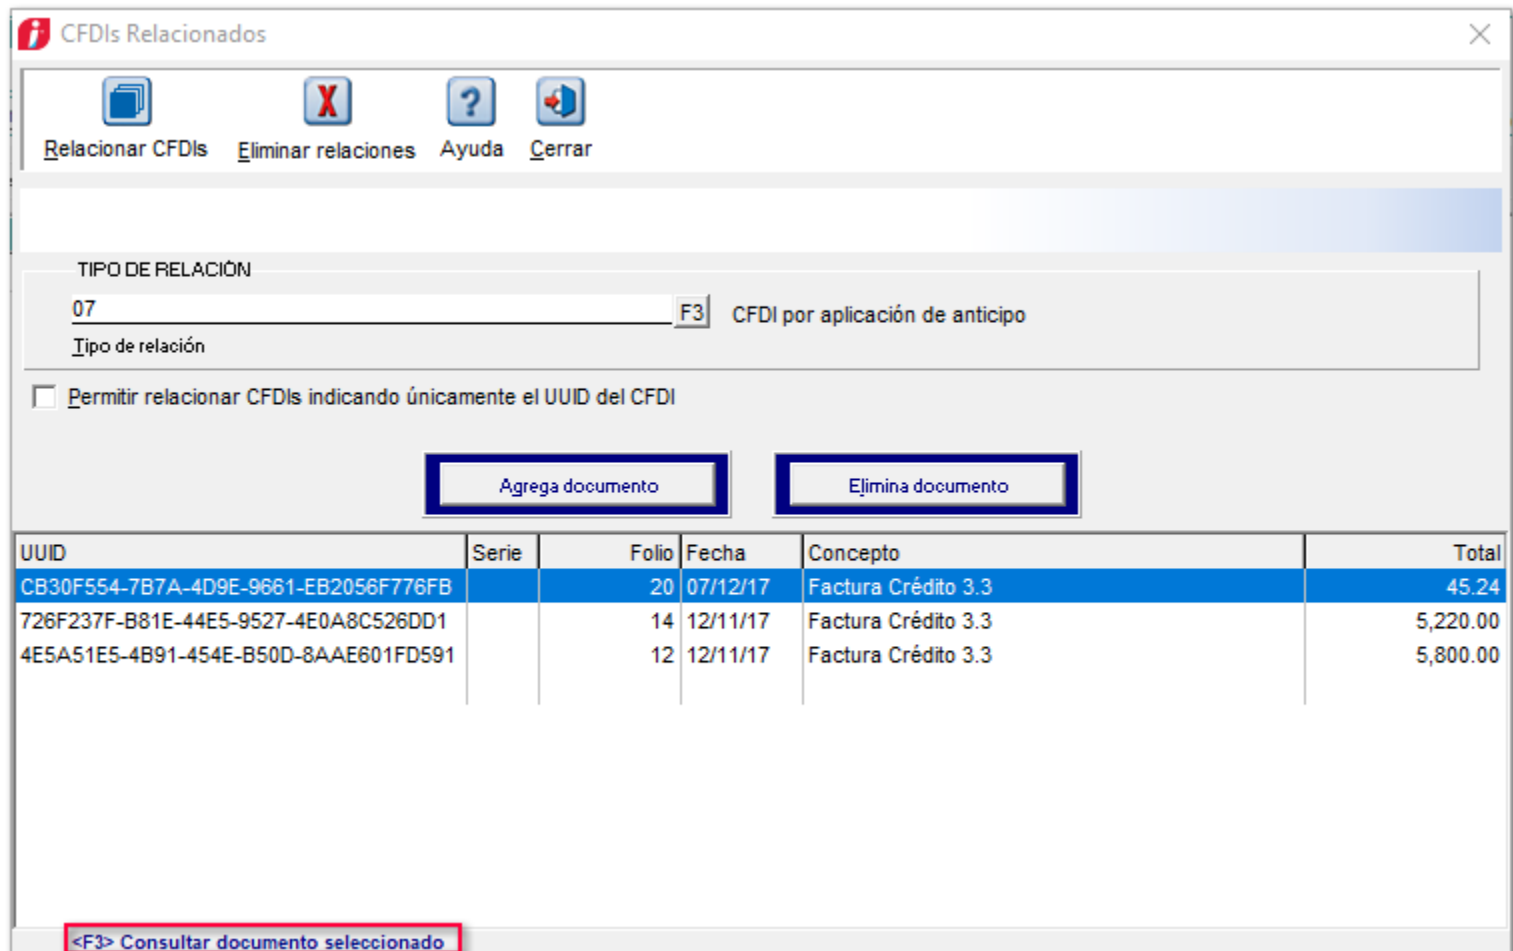 CFDIs Relacionados
Relacionar CFDIs Eliminar relaciones Ayuda Cerrar
TIPO DE RELACIÓN
07 F3 CFDI por aplicación de anticipo
Tipo de relación
Permitir relacionar CFDIs indicando únicamente el UUID del CFDI
Agrega documento Elimina documento
UUID Serie Folio Fecha Concepto Total
CB30F554-7B7A-4D9E-9661-EB2056F776FB 20 07/12/17 Factura Crédito 3.3 45.24
726F237F-B81E-44E5-9527-4E0A8C526DD1 14 12/11/17 Factura Crédito 3.3 5,220.00
4E5A51E5-4B91-454E-B50D-8AAE601FD591 12 12/11/17 Factura Crédito 3.3 5,800.00
<F3> Consultar documento seleccionado